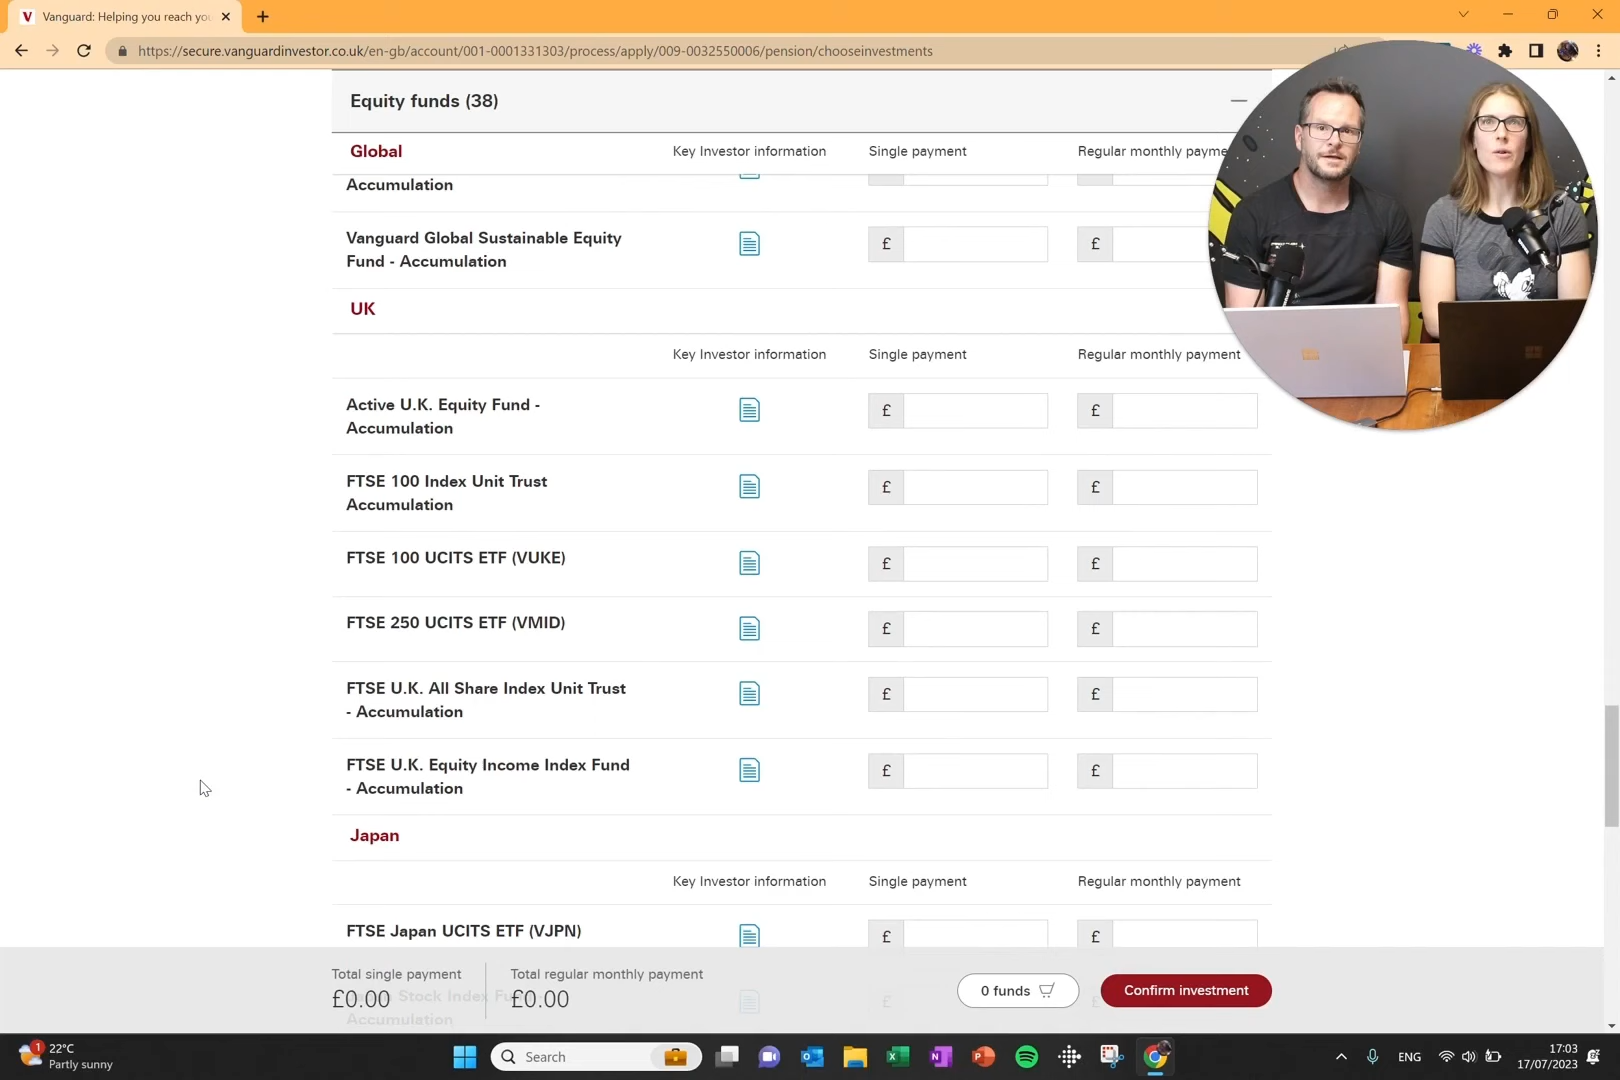 Vanguard: Helping you reach yo
https://secure.vanguardinvestor.co.uk/en-gb/account/001-0001331303/process/apply/009-0032550006/pension/chooseinvestments
Equity funds (38)
Global Key Investor information Single payment Regular monthly payme
Accumulation
Vanguard Global Sustainable Equity
Fund - Accumulation
£ £
UK
Key Investor information Single payment Regular monthly payment
Active U.K. Equity Fund -
Accumulation
£ £
FTSE 100 Index Unit Trust
Accumulation
£ £
FTSE 100 UCITS ETF (VUKE) £ £
FTSE 250 UCITS ETF (VMID) £ £
FTSE U.K. All Share Index Unit Trust
- Accumulation
£ £
FTSE U.K. Equity Income Index Fund
- Accumulation
£ £
Japan
Key Investor information Single payment Regular monthly payment
FTSE Japan UCITS ETF (VJPN) £ £
Total single payment Total regular monthly payment
£0.00 £0.00
0 funds Confirm investment
Stock Index Fu
Accumulation
1 22°C
Partly sunny
Search
ENG
17:03
17/07/2023